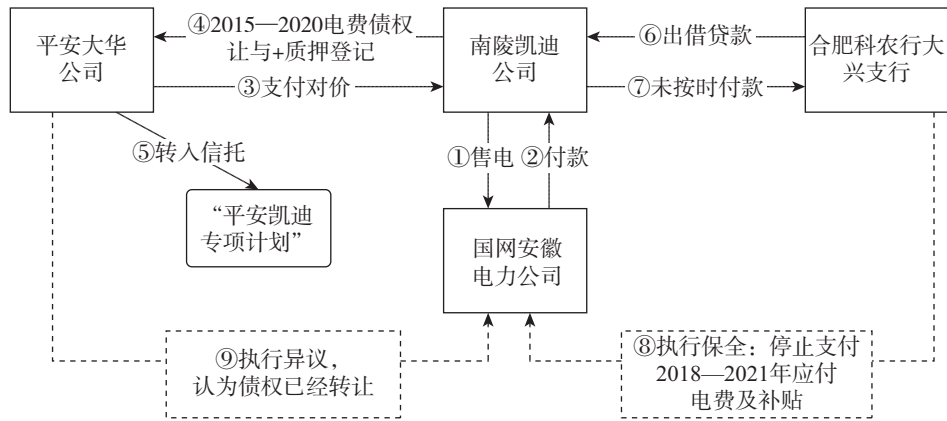 平安大华
公司
④2015—2020电费债权
让与+质押登记
③支付对价
南陵凯迪
公司
⑥出借贷款
⑦未按时付款
合肥科农行大
兴支行
⑤转入信托
①售电
②付款
“平安凯迪
专项计划”
国网安徽
电力公司
⑨执行异议，
认为债权已经转让
⑧执行保全：停止支付
2018—2021年应付
电费及补贴